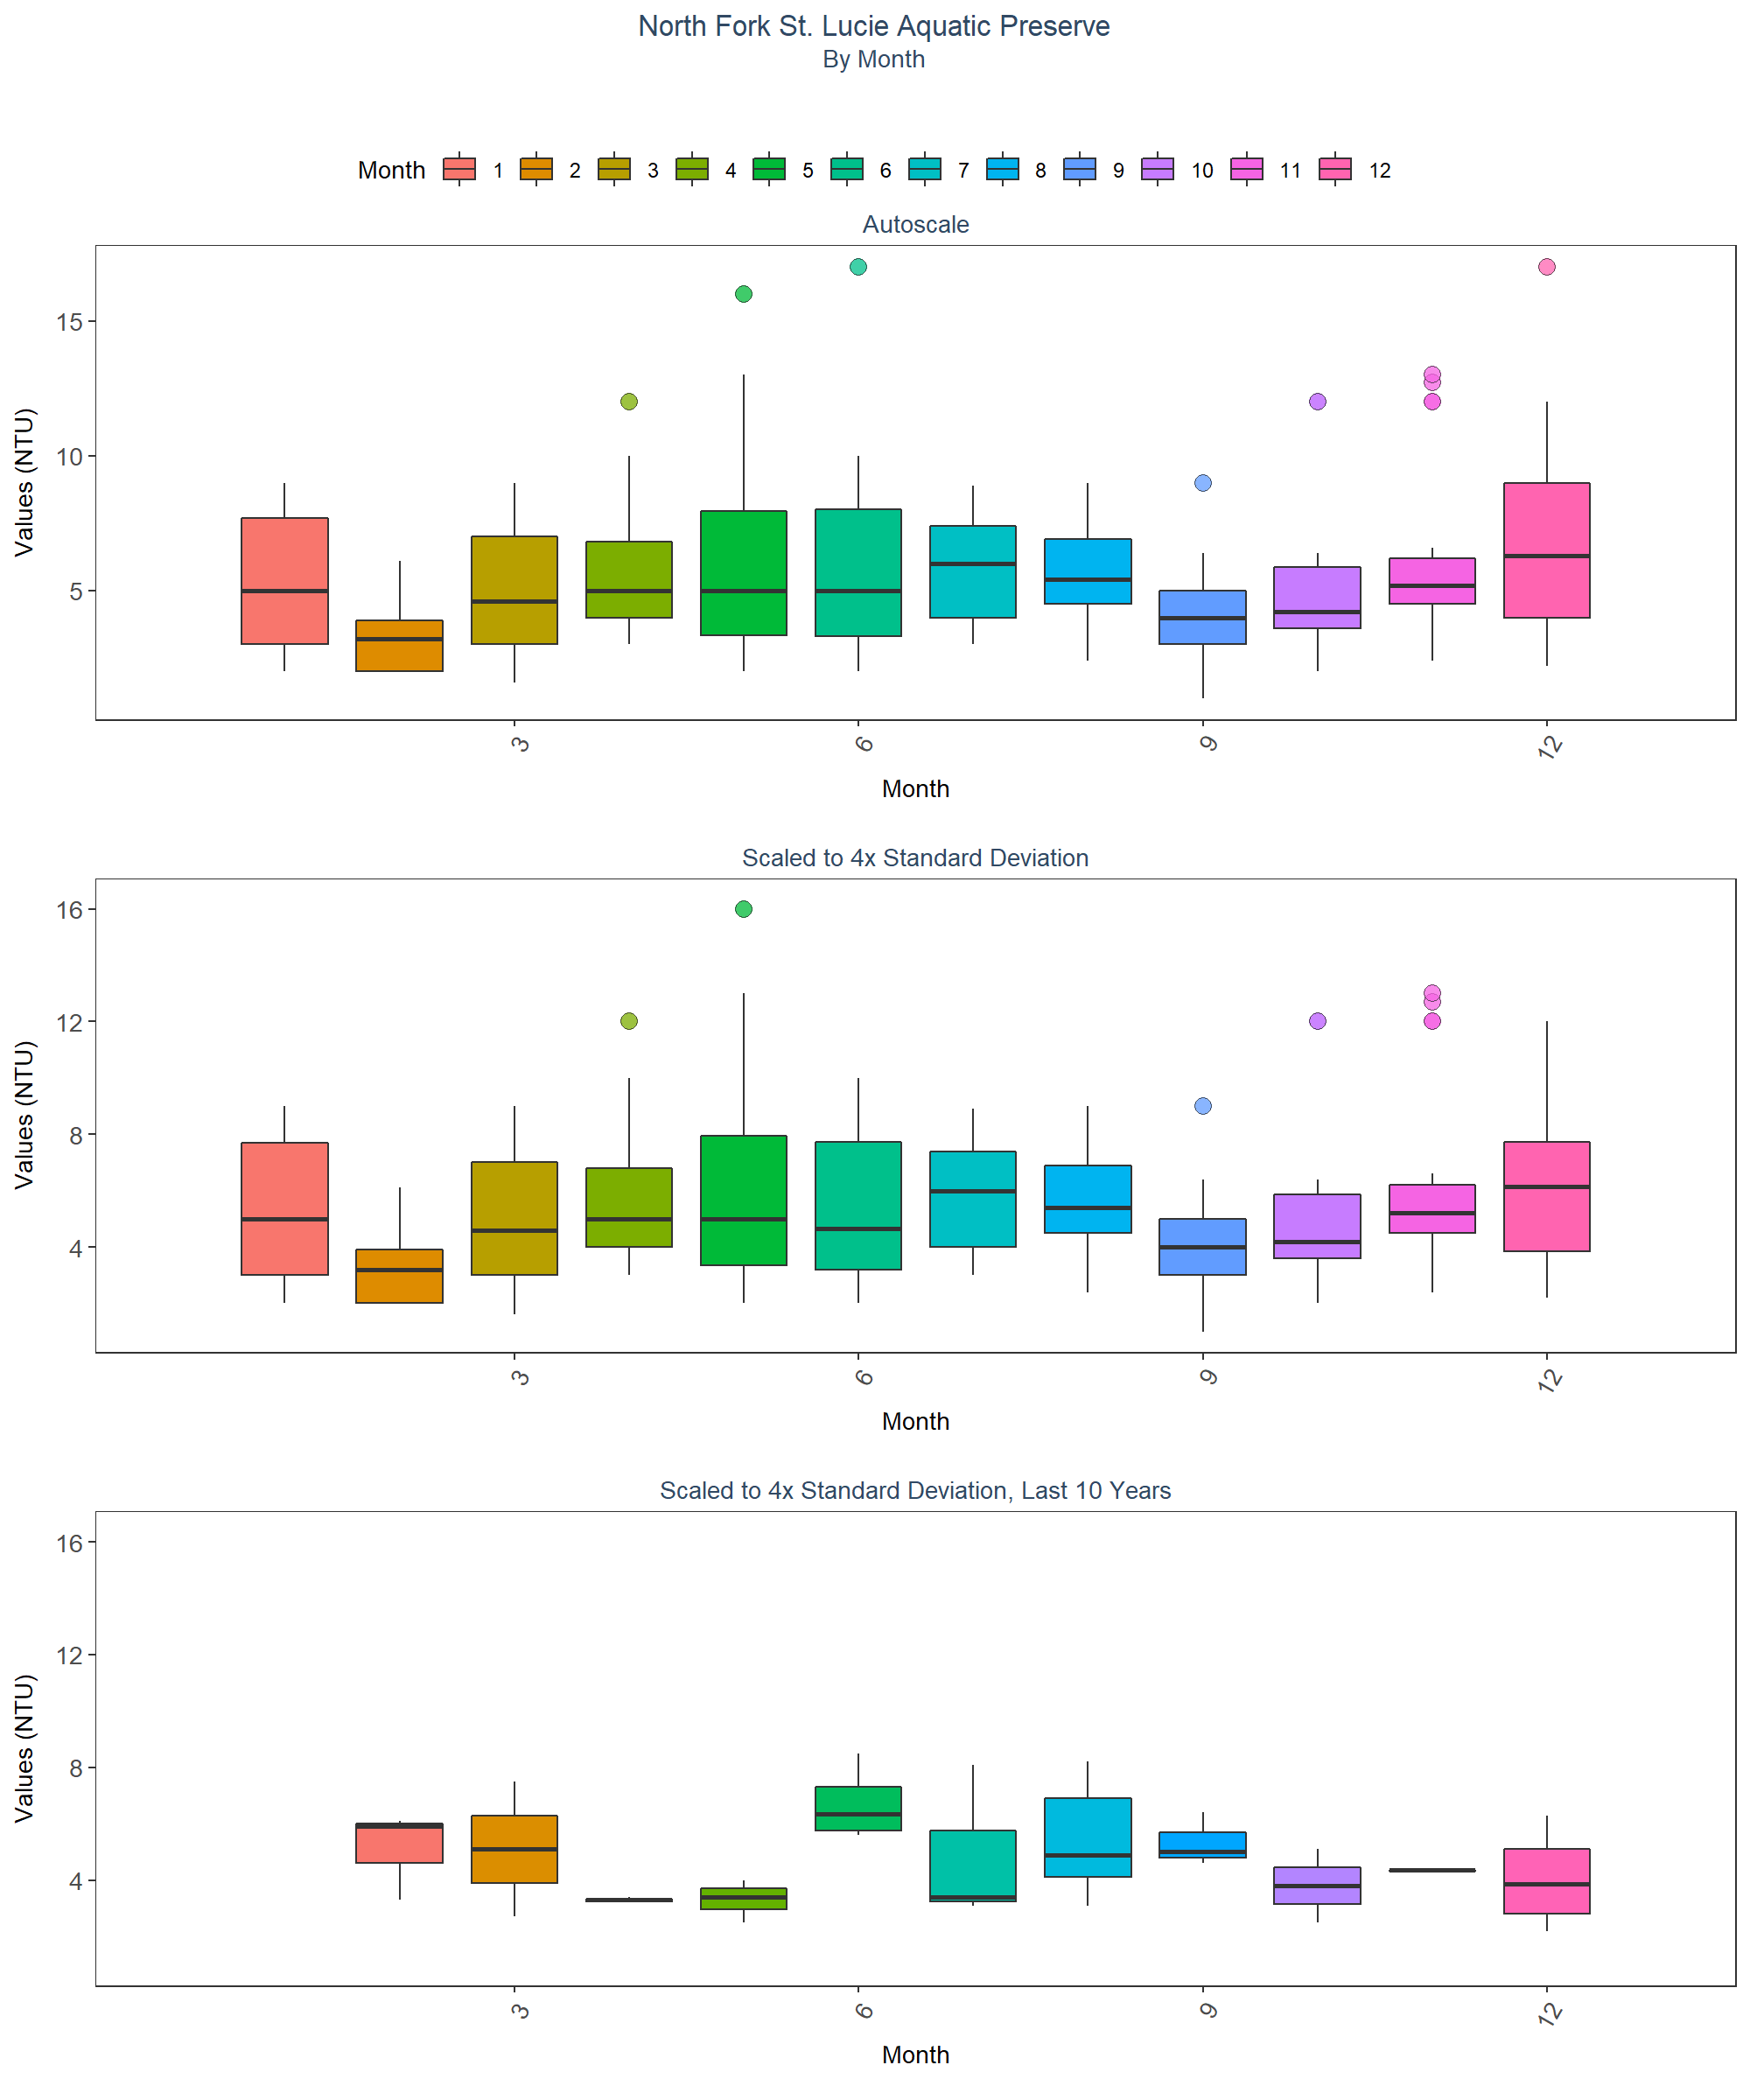 North Fork St. Lucie Aquatic Preserve
By Month
Month 1 2 3 4 5 6 7 8 9 10 11 12
Autoscale
Values (NTU)
15
10
5
3 6 9 12
Month
Scaled to 4x Standard Deviation
Values (NTU)
16
12
8
4
3 6 9 12
Month
Scaled to 4x Standard Deviation, Last 10 Years
Values (NTU)
16
12
8
4
3 6 9 12
Month